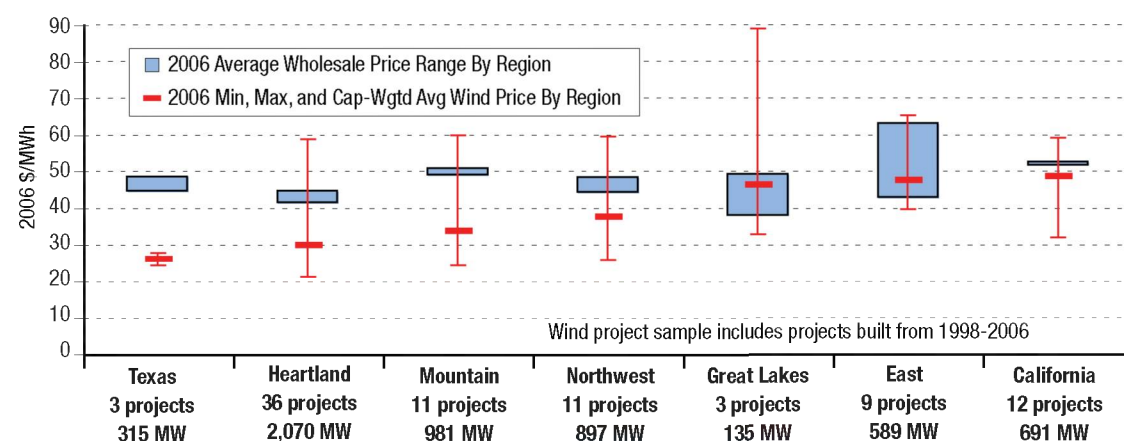 2006 $/MWh
90
80
70
60
50
40
30
20
10
0
2006 Average Wholesale Price Range By Region
2006 Min, Max, and Cap-Wgtd Avg Wind Price By Region
Wind project sample includes projects built from 1998-2006
Texas
3 projects
315 MW
Heartland
36 projects
2,070 MW
Mountain
11 projects
981 MW
Northwest
11 projects
897 MW
Great Lakes
3 projects
135 MW
East
9 projects
589 MW
California
12 projects
691 MW